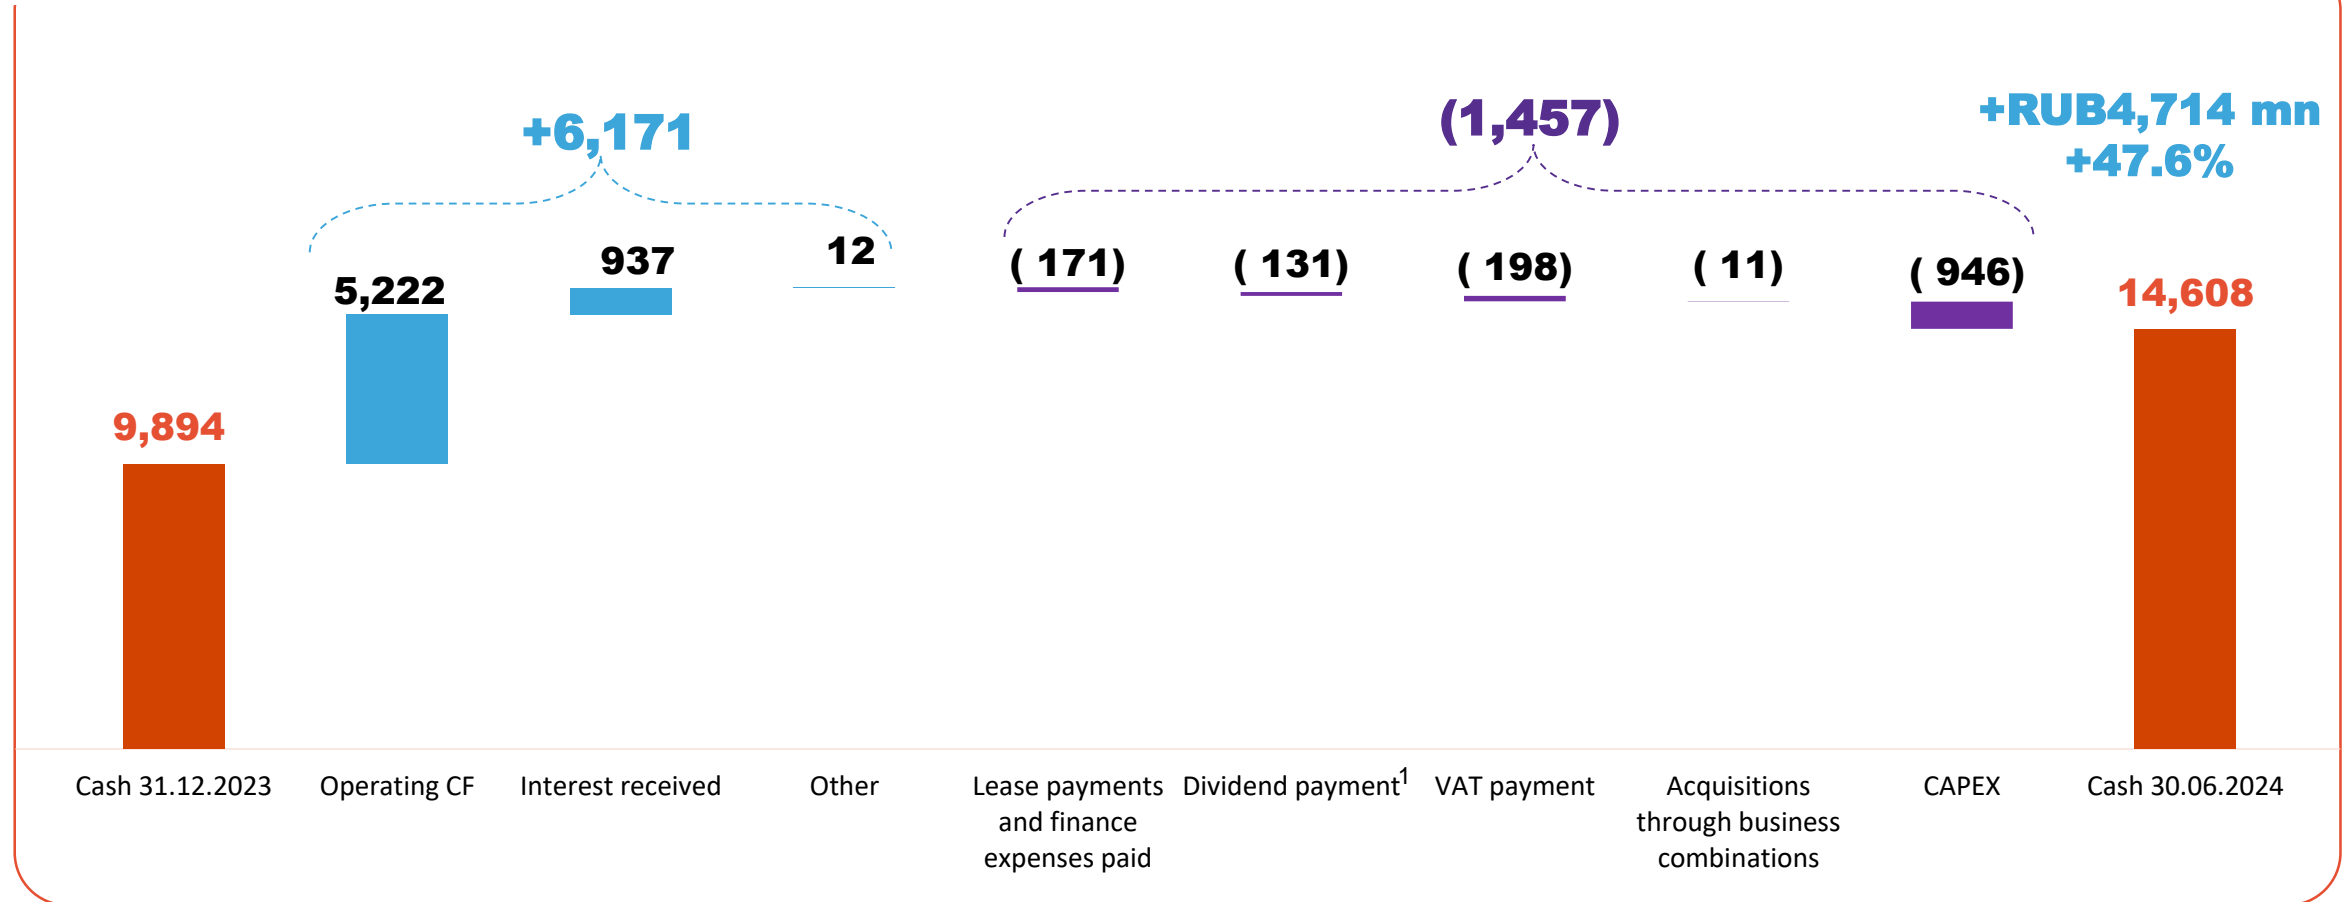 +6,171
(1,457)
+RUB4,714 mn
+47.6%
9,894
5,222
937
12
( 171)
( 131)
( 198)
( 11)
( 946)
14,608
Cash 31.12.2023
Operating CF
Interest received
Other
Lease payments
and finance
expenses paid
Dividend payment¹
VAT payment
Acquisitions
through business
combinations
CAPEX
Cash 30.06.2024